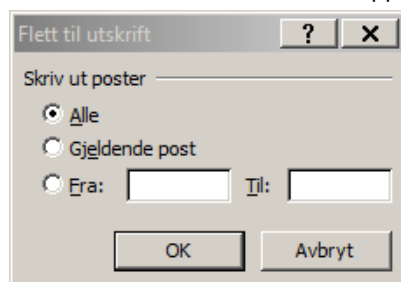 Flett til utskrift ? X
Skriv ut poster
Alle
Gjeldende post
Fra: Til:
OK Avbryt